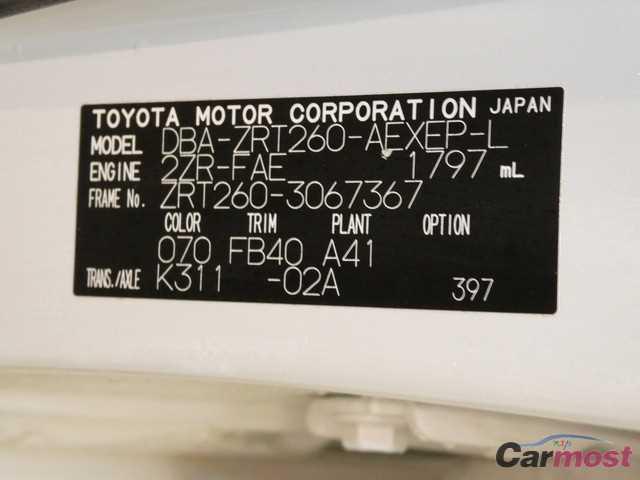 TOYOTA MOTOR CORPORATION JAPAN
MODEL DBA-ZRT260-AEXEP-L
ENGINE 2ZR-FAE 1797 mL
FRAME No. ZRT260-3067367
COLOR TRIM PLANT OPTION
070 FB40 A41
TRANS./AXLE K311 -02A 397
Carmost